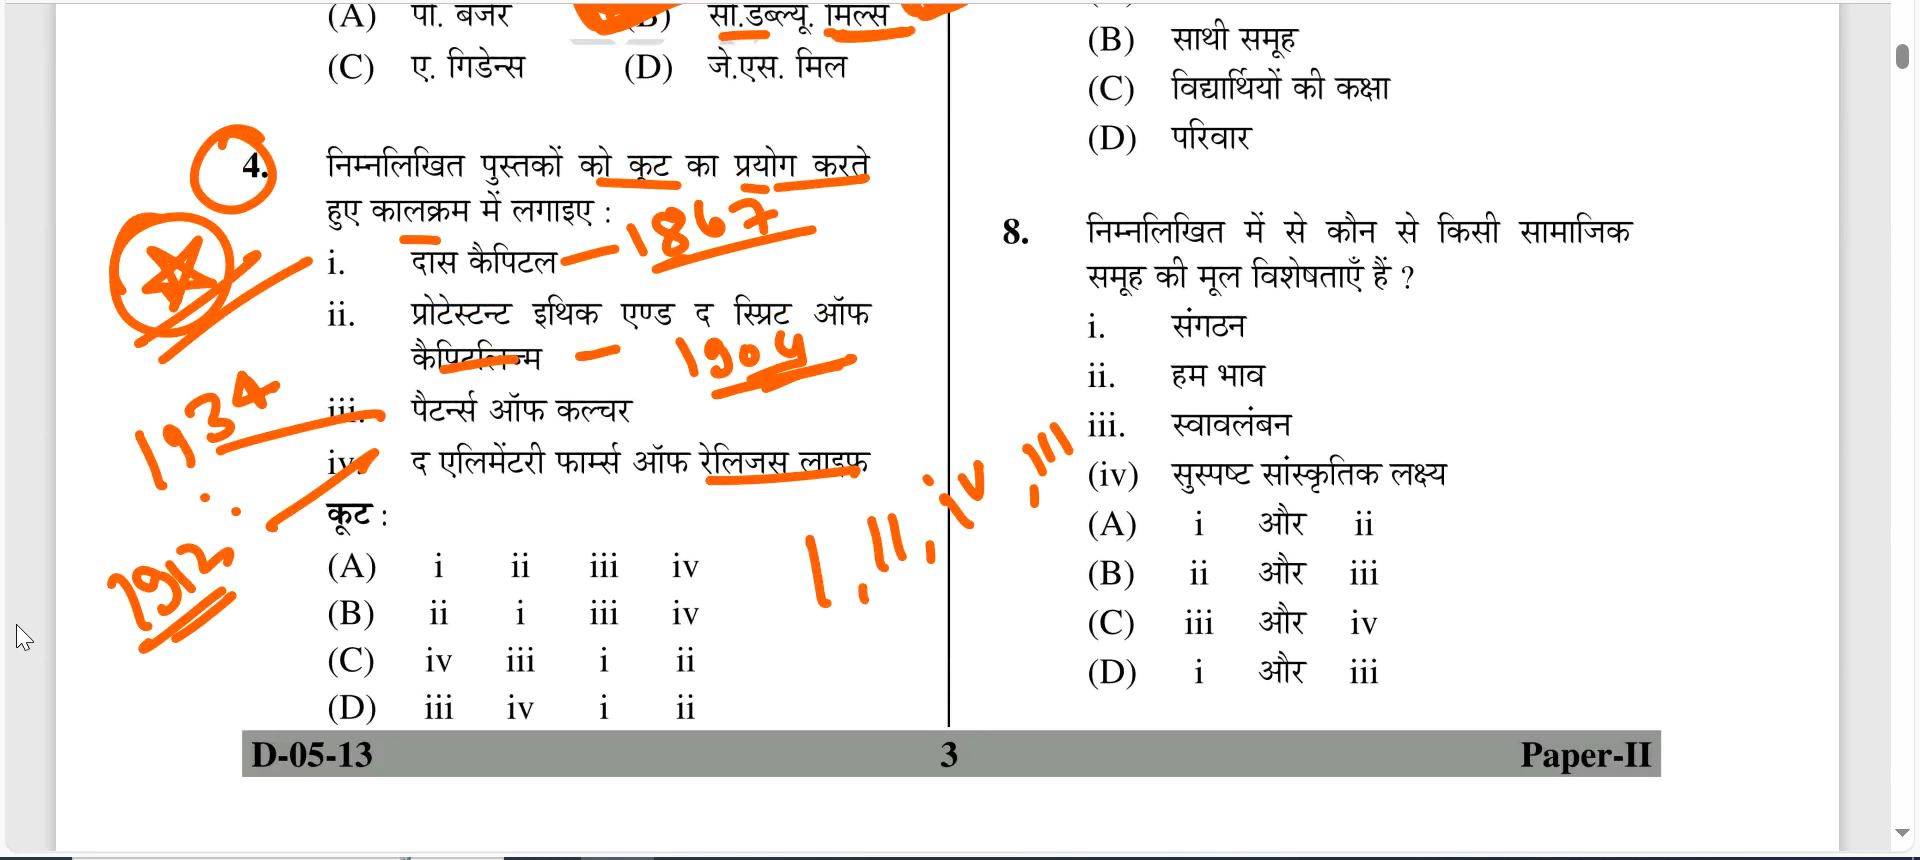 (A) पी. बर्जर (B) सी.डब्ल्यू. मिल्स
(C) ए. गिडेन्स (D) जे.एस. मिल
4. निम्नलिखित पुस्तकों को कूट का प्रयोग करते
हुए कालक्रम में लगाइए :
i. दास कैपिटल — 1867
ii. प्रोटेस्टन्ट इथिक एण्ड द स्प्रिट ऑफ
कैपिटलिज्म — 1904
1934 iii. पैटर्न्स ऑफ कल्चर
iv. द एलिमेंटरी फार्म्स ऑफ रेलिजस लाइफ
1912
I, II, iv, III
कूट :
(A) i ii iii iv
(B) ii i iii iv
(C) iv iii i ii
(D) iii iv i ii
(B) साथी समूह
(C) विद्यार्थियों की कक्षा
(D) परिवार
8. निम्नलिखित में से कौन से किसी सामाजिक
समूह की मूल विशेषताएँ हैं ?
i. संगठन
ii. हम भाव
iii. स्वावलंबन
(iv) सुस्पष्ट सांस्कृतिक लक्ष्य
(A) i और ii
(B) ii और iii
(C) iii और iv
(D) i और iii
D-05-13 3 Paper-II